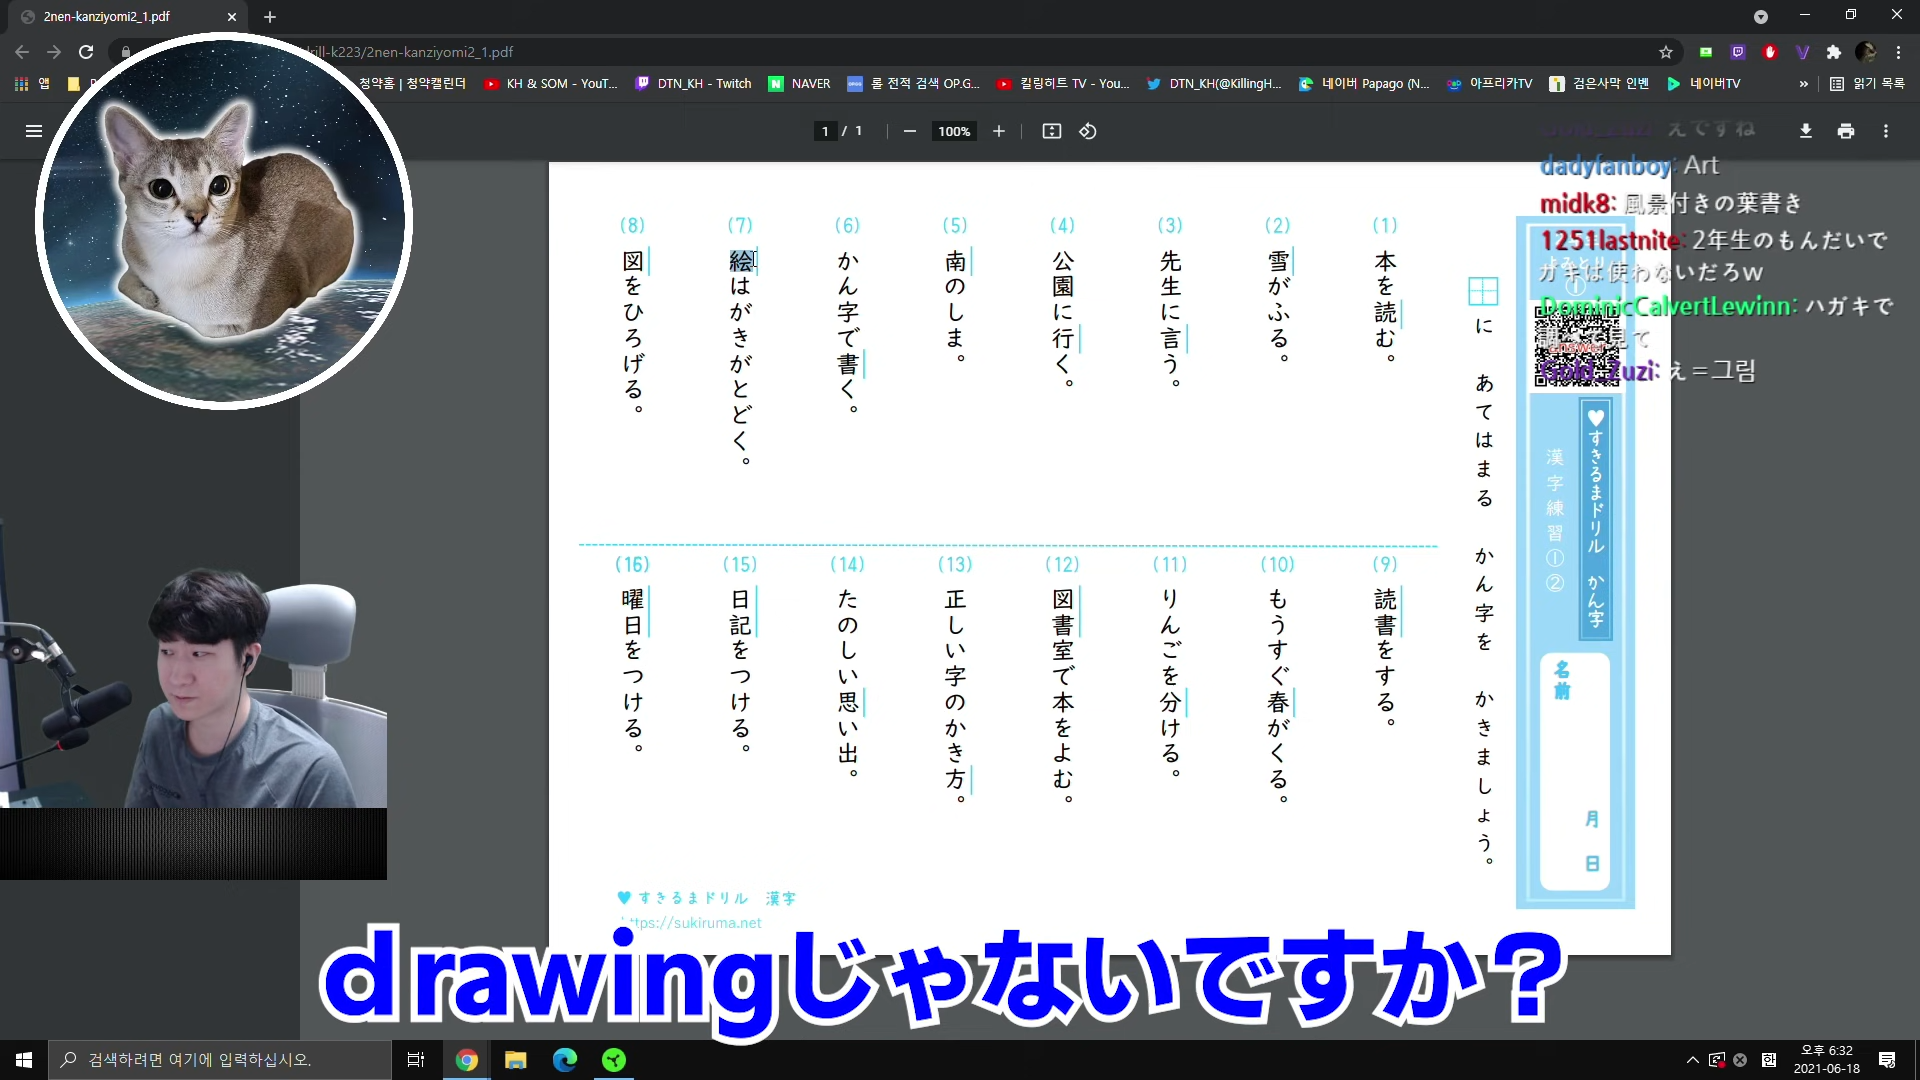 2nen-kanziyomi2_1.pdf
rill-k223/2nen-kanziyomi2_1.pdf
앱
청약홈 | 청약캘린더
KH & SOM - YouT...
DTN_KH - Twitch
NAVER
롤 전적 검색 OP.G...
킬링히트 TV - You...
DTN_KH(@KillingH...
네이버 Papago (N...
아프리카TV
검은사막 인벤
네이버TV
»
읽기 목록
1 / 1
100%
えですね
dadyfanboy: Art
midk8: 風景付きの葉書き
1251lastnite: 2年生のもんだいで
ガキは使わないだろw
DominicCalvertLewinn: ハガキで
調べて見て
Gold_Zuzi: え=그림
♥すきるまドリル かん字
漢字練習①②
名前
月
日
に あてはまる かん字を かきましょう。
(1)
本を読む。
(2)
雪がふる。
(3)
先生に言う。
(4)
公園に行く。
(5)
南のしま。
(6)
かん字で書く。
(7)
絵はがきがとどく。
(8)
図をひろげる。
(9)
読書をする。
(10)
もうすぐ春がくる。
(11)
りんごを分ける。
(12)
図書室で本をよむ。
(13)
正しい字のかき方。
(14)
たのしい思い出。
(15)
日記をつける。
(16)
曜日をつける。
♥ すきるまドリル 漢字
https://sukiruma.net
drawingじゃないですか?
검색하려면 여기에 입력하십시오.
한
오후 6:32
2021-06-18